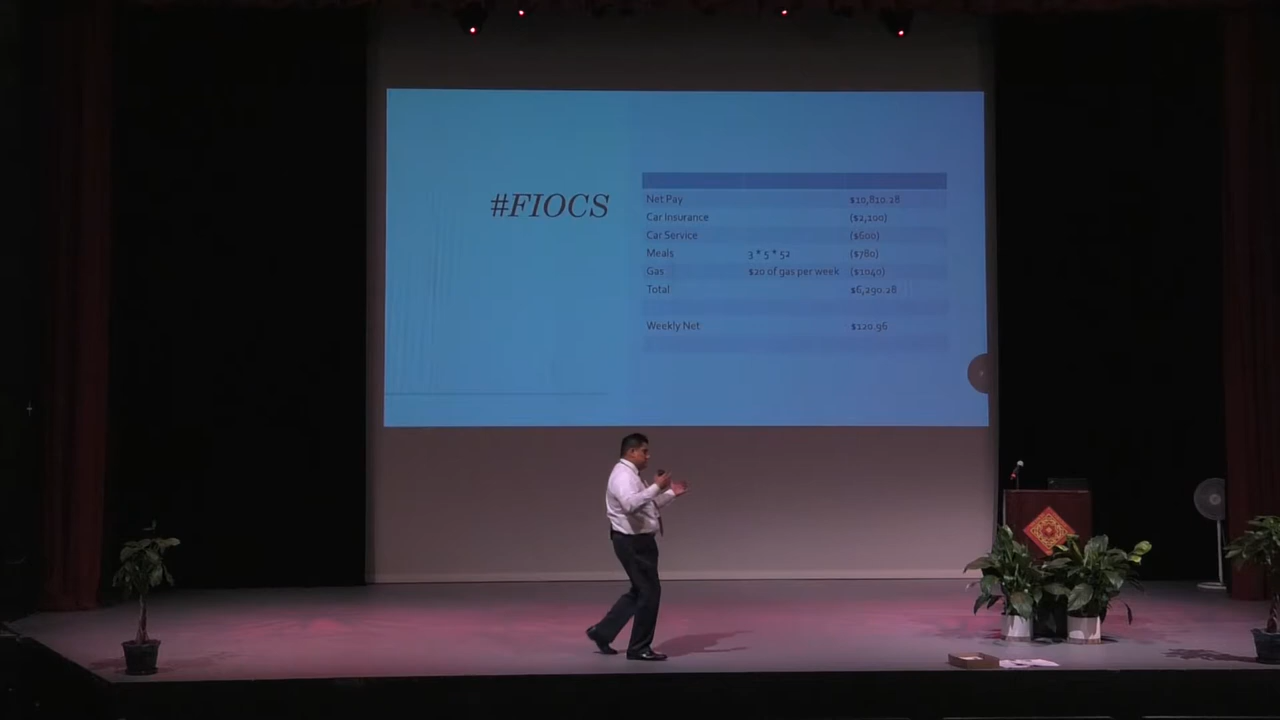 #FIOCS
Net Pay $10,810.28
Car Insurance ($2,100)
Car Service ($600)
Meals 3 * 5 * 52 ($780)
Gas $20 of gas per week ($1040)
Total $6,290.28
Weekly Net $120.96